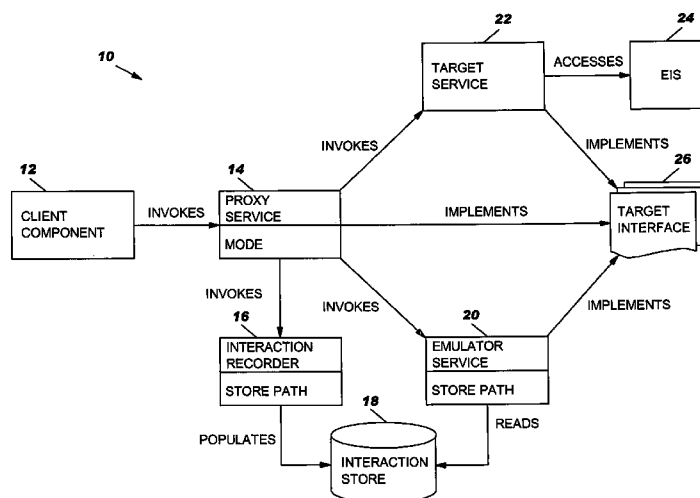 22
24
10
TARGET
SERVICE
ACCESSES
EIS
INVOKES
IMPLEMENTS
26
12
14
CLIENT
COMPONENT
INVOKES
PROXY
SERVICE
MODE
IMPLEMENTS
TARGET
INTERFACE
INVOKES
INVOKES
IMPLEMENTS
16
20
INTERACTION
RECORDER
STORE PATH
EMULATOR
SERVICE
STORE PATH
18
POPULATES
READS
INTERACTION
STORE